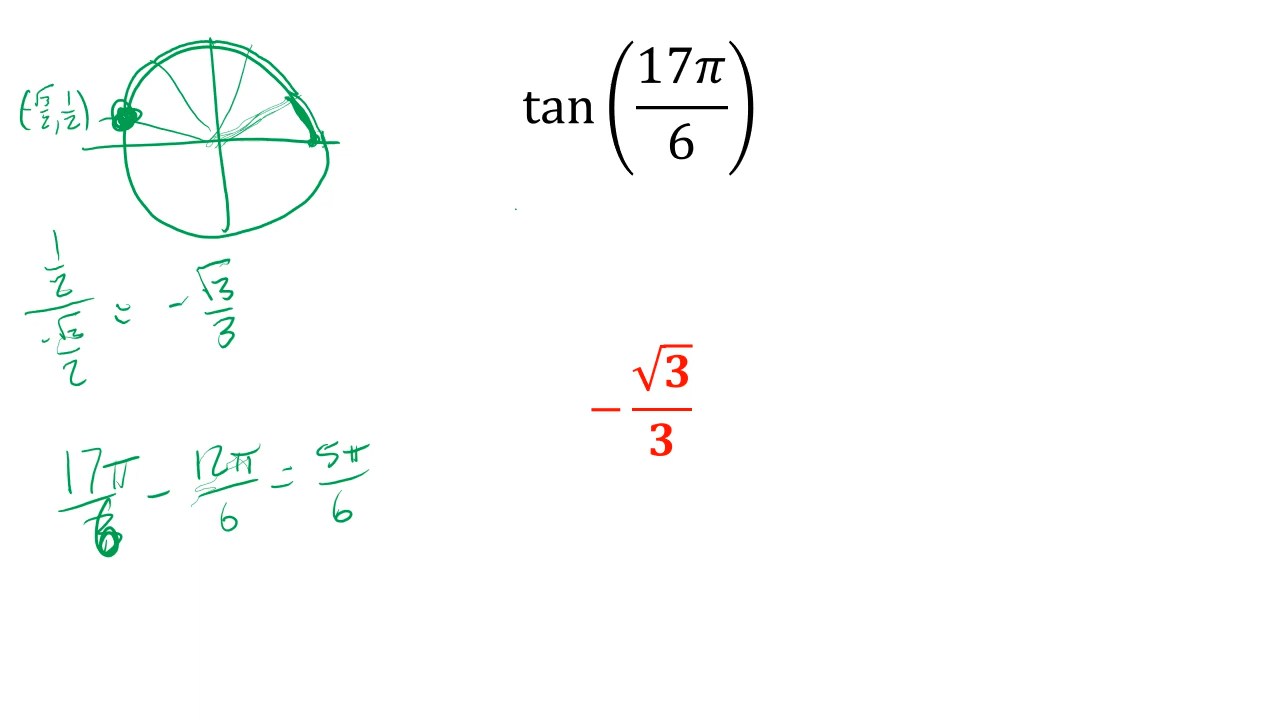 tan(17π/6)
(-√3/2, 1/2)
(1/2)/(-√3/2) = -√3/3
-√3/3
17π/6 - 12π/6 = 5π/6